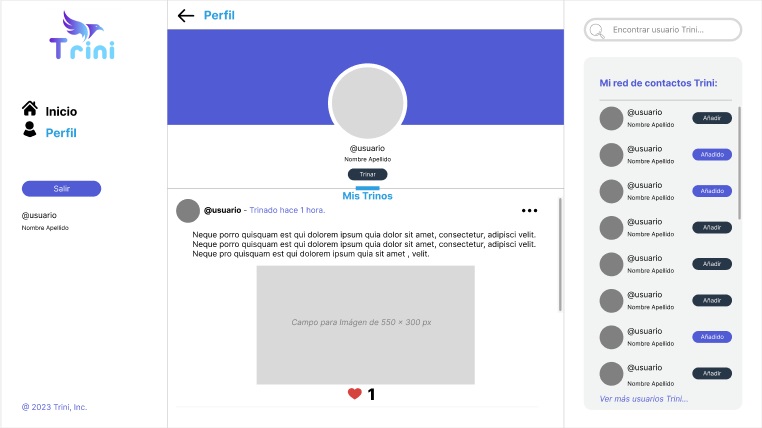 Trini
Inicio
Perfil
Salir
@usuario
Nombre Apellido
@ 2023 Trini, Inc.
Perfil
@usuario
Nombre Apellido
Trinar
Mis Trinos
@usuario - Trinado hace 1 hora.
Neque porro quisquam est qui dolorem ipsum quia dolor sit amet, consectetur, adipisci velit.
Neque porro quisquam est qui dolorem ipsum quia dolor sit amet, consectetur, adipisci velit.
Neque pro quisquam est qui dolorem ipsum quia dolor sit amet , velit.
Campo para Imágen de 550 x 300 px
1
Encontrar usuario Trini...
Mi red de contactos Trini:
@usuario
Nombre Apellido
Añadir
@usuario
Nombre Apellido
Añadido
@usuario
Nombre Apellido
Añadido
@usuario
Nombre Apellido
Añadir
@usuario
Nombre Apellido
Añadir
@usuario
Nombre Apellido
Añadir
@usuario
Nombre Apellido
Añadido
@usuario
Nombre Apellido
Añadir
Ver más usuarios Trini...